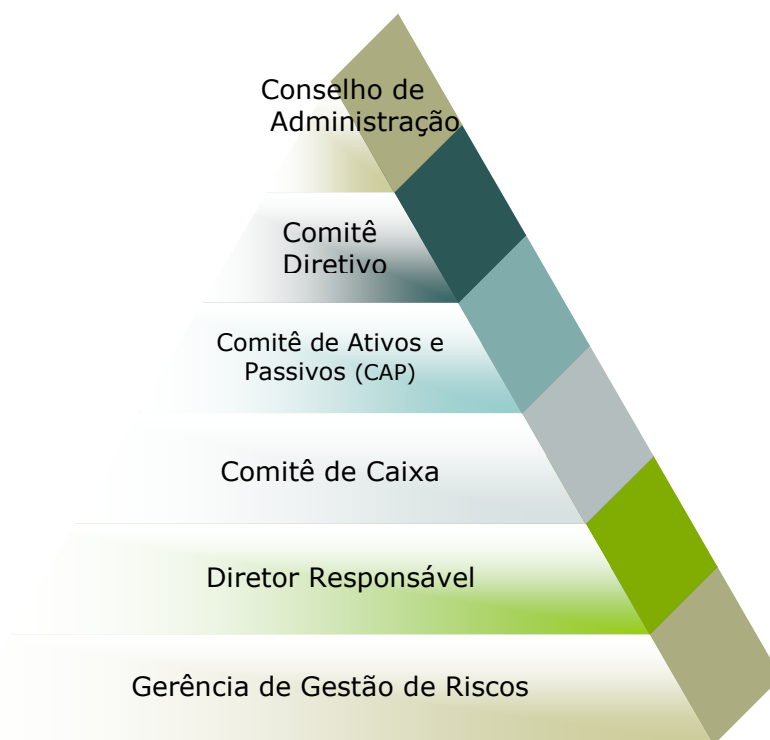 Conselho de
Administração
Comitê
Diretivo
Comitê de Ativos e
Passivos (CAP)
Comitê de Caixa
Diretor Responsável
Gerência de Gestão de Riscos